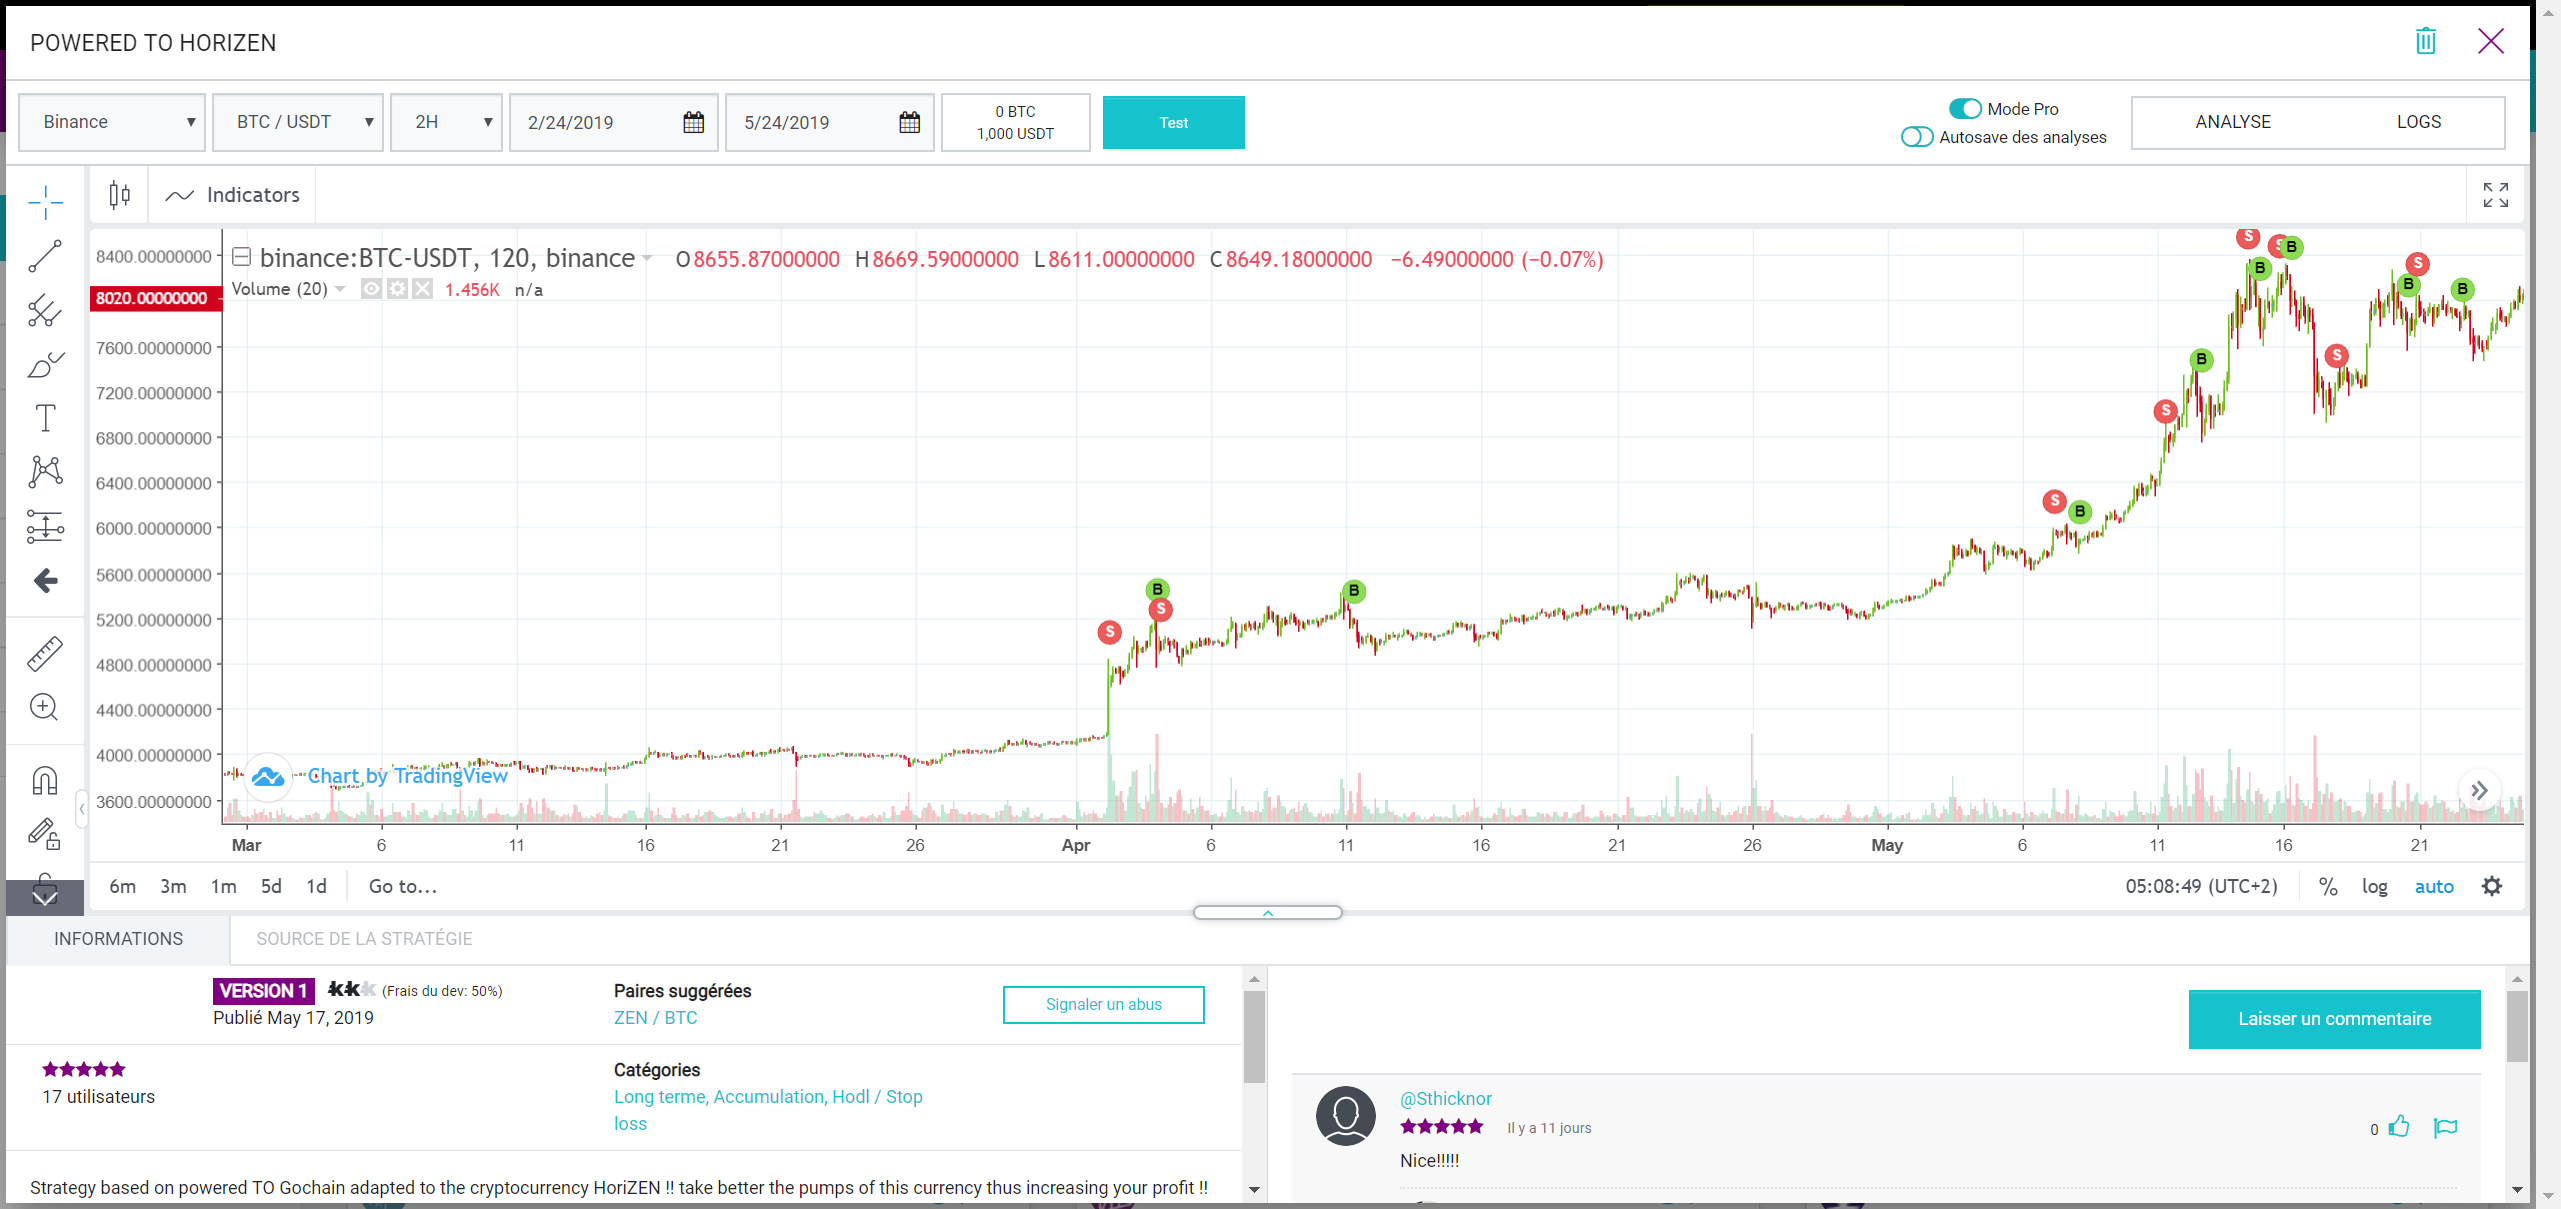 POWERED TO HORIZEN
Binance ▼ BTC / USDT ▼ 2H ▼ 2/24/2019 5/24/2019
0 BTC
1,000 USDT
Test
Mode Pro
Autosave des analyses
ANALYSE LOGS
Indicators
binance:BTC-USDT, 120, binance O8655.87000000 H8669.59000000 L8611.00000000 C8649.18000000 −6.49000000 (−0.07%)
Volume (20) 1.456K n/a
8400.00000000
8020.00000000
7600.00000000
7200.00000000
6800.00000000
6400.00000000
6000.00000000
5600.00000000
5200.00000000
4800.00000000
4400.00000000
4000.00000000
3600.00000000
S
S B
B
S
B
B
S
B
S
S
B
B
S
B
S
B
S
Chart by TradingView
Mar 6 11 16 21 26 Apr 6 11 16 21 26 May 6 11 16 21
6m 3m 1m 5d 1d Go to...
05:08:49 (UTC+2) % log auto
INFORMATIONS SOURCE DE LA STRATÉGIE
VERSION 1 (Frais du dev: 50%)
Publié May 17, 2019
Paires suggérées
ZEN / BTC
Signaler un abus
17 utilisateurs
Catégories
Long terme, Accumulation, Hodl / Stop
loss
Strategy based on powered TO Gochain adapted to the cryptocurrency HoriZEN !! take better the pumps of this currency thus increasing your profit !!
Laisser un commentaire
@Sthicknor
Il y a 11 jours
0
Nice!!!!!